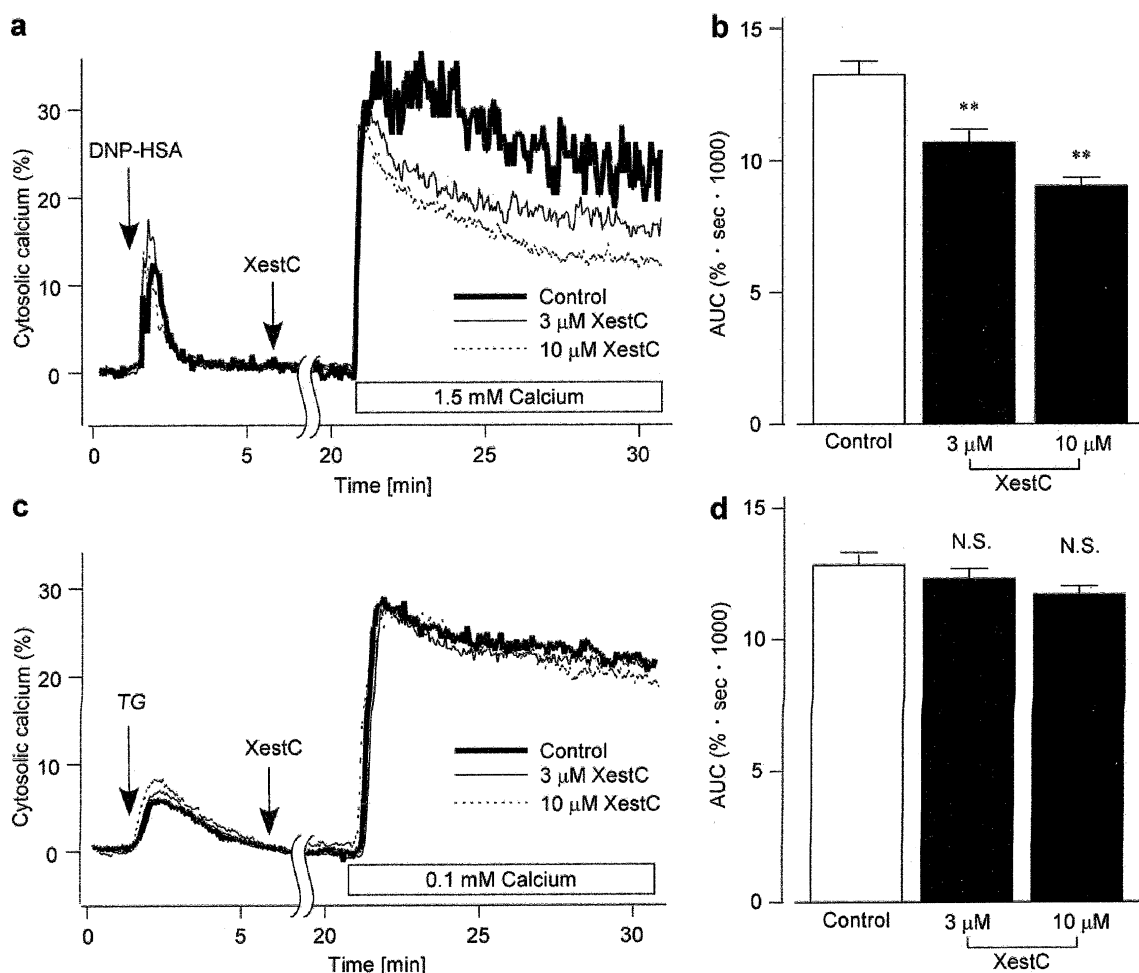 a
Cytosolic calcium (%)
30
20
10
0
DNP-HSA
XestC
Control
3 μM XestC
10 μM XestC
1.5 mM Calcium
0 5 20 25 30
Time [min]
b
AUC (% · sec · 1000)
15
10
5
0
**
**
Control 3 μM 10 μM
XestC
c
Cytosolic calcium (%)
30
20
10
0
TG
XestC
Control
3 μM XestC
10 μM XestC
0.1 mM Calcium
0 5 20 25 30
Time [min]
d
AUC (% · sec · 1000)
15
10
5
0
N.S. N.S.
Control 3 μM 10 μM
XestC